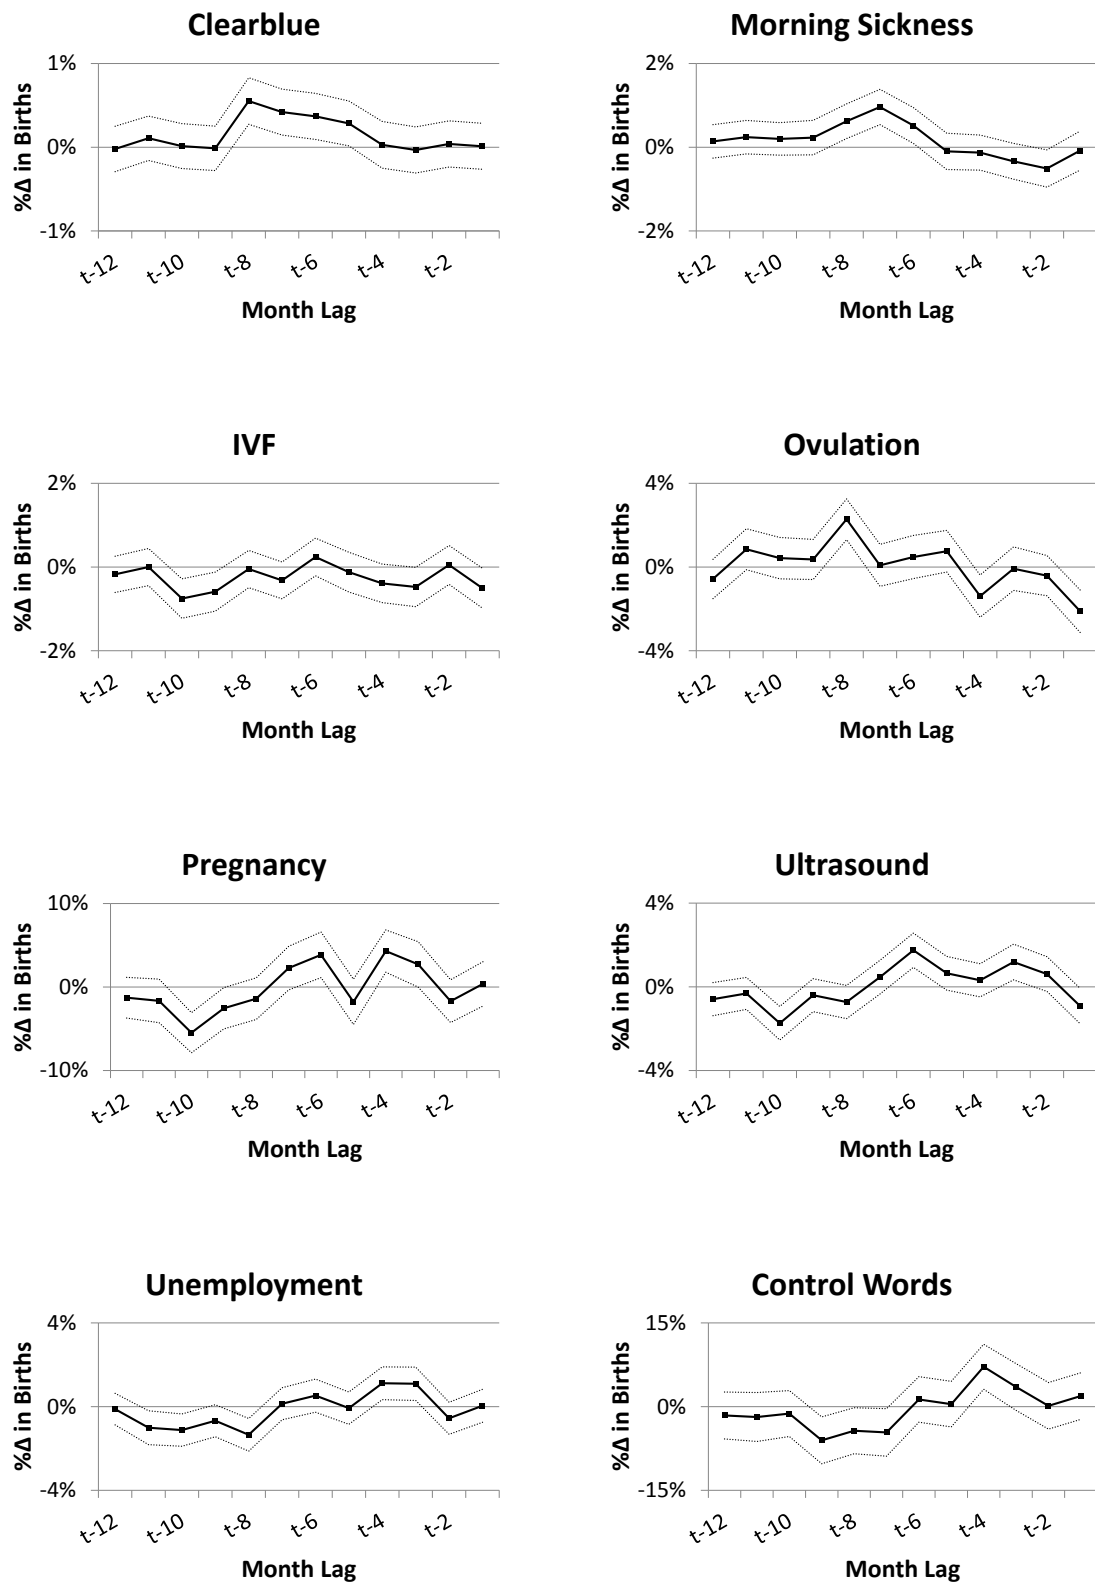 Clearblue
1%
0%
-1%
%Δ in Births
t-12 t-10 t-8 t-6 t-4 t-2
Month Lag
Morning Sickness
2%
0%
-2%
%Δ in Births
t-12 t-10 t-8 t-6 t-4 t-2
Month Lag
IVF
2%
0%
-2%
%Δ in Births
t-12 t-10 t-8 t-6 t-4 t-2
Month Lag
Ovulation
4%
0%
-4%
%Δ in Births
t-12 t-10 t-8 t-6 t-4 t-2
Month Lag
Pregnancy
10%
0%
-10%
%Δ in Births
t-12 t-10 t-8 t-6 t-4 t-2
Month Lag
Ultrasound
4%
0%
-4%
%Δ in Births
t-12 t-10 t-8 t-6 t-4 t-2
Month Lag
Unemployment
4%
0%
-4%
%Δ in Births
t-12 t-10 t-8 t-6 t-4 t-2
Month Lag
Control Words
15%
0%
-15%
%Δ in Births
t-12 t-10 t-8 t-6 t-4 t-2
Month Lag